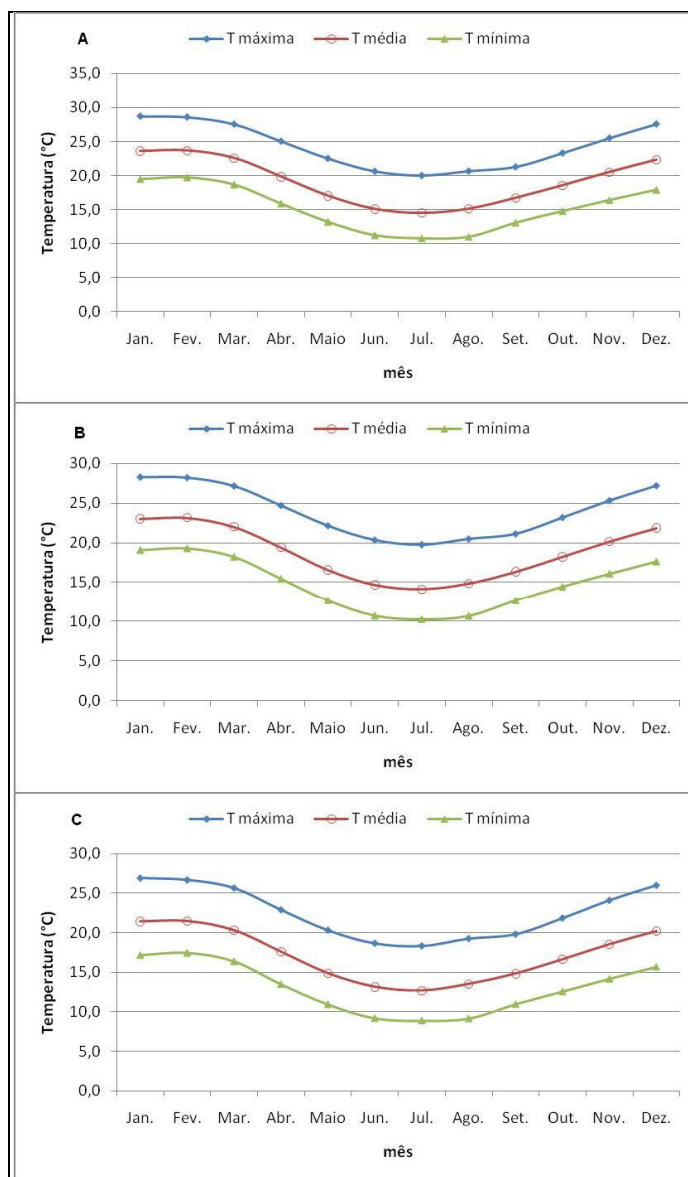 A
T máxima T média T mínima
35,0
30,0
25,0
20,0
15,0
10,0
5,0
0,0
Temperatura (°C)
Jan. Fev. Mar. Abr. Maio Jun. Jul. Ago. Set. Out. Nov. Dez.
mês
B
T máxima T média T mínima
30,0
25,0
20,0
15,0
10,0
5,0
0,0
Temperatura (°C)
Jan. Fev. Mar. Abr. Maio Jun. Jul. Ago. Set. Out. Nov. Dez.
mês
C
T máxima T média T mínima
30,0
25,0
20,0
15,0
10,0
5,0
0,0
Temperatura (°C)
Jan. Fev. Mar. Abr. Maio Jun. Jul. Ago. Set. Out. Nov. Dez.
mês